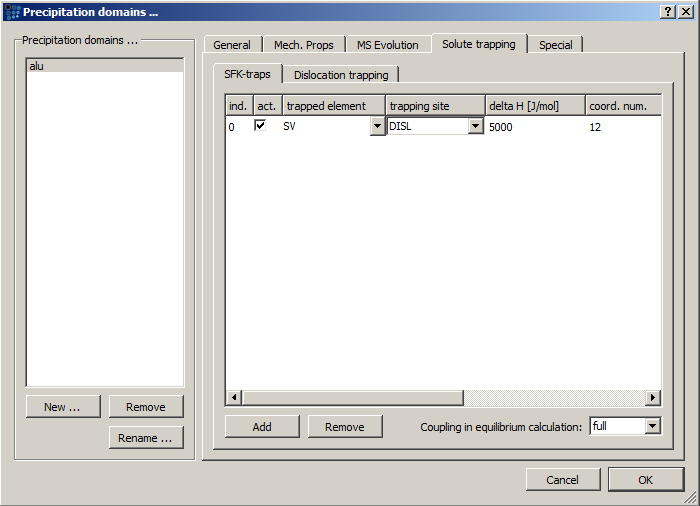 Precipitation domains ...
Precipitation domains ...
alu
New ...
Remove
Rename ...
General
Mech. Props
MS Evolution
Solute trapping
Special
SFK-traps
Dislocation trapping
ind. act. trapped element trapping site delta H [J/mol] coord. num.
0 SV DISL 5000 12
Add
Remove
Coupling in equilibrium calculation: full
Cancel
OK